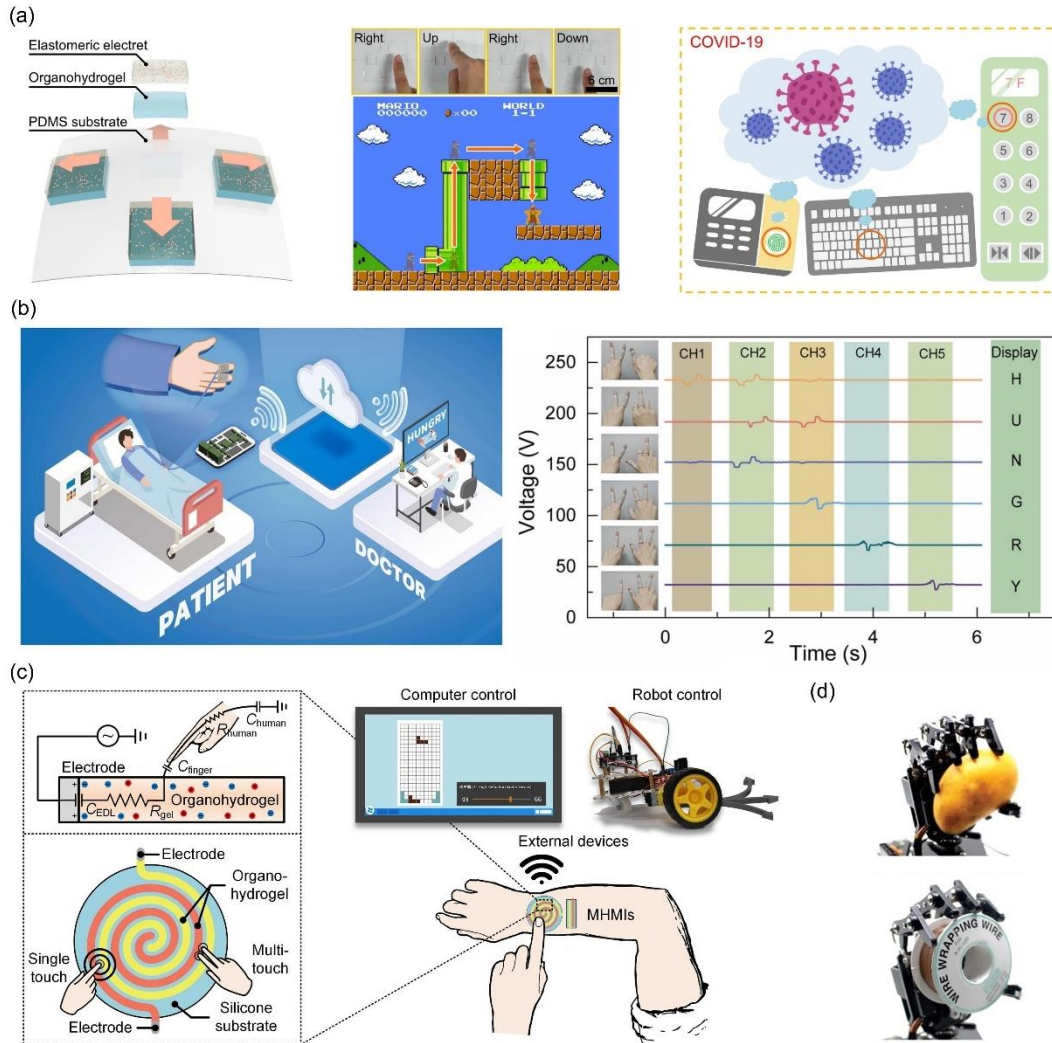 (a)
Elastomeric electret
Organohydrogel
PDMS substrate
Right
Up
Right
Down
6 cm
MARIO
000000
×00
WORLD
1-1
COVID-19
7 F
7
8
5
6
3
4
1
2
(b)
PATIENT
DOCTOR
HUNGRY
Voltage (V)
250
200
150
100
50
0
CH1
CH2
CH3
CH4
CH5
Display
H
U
N
G
R
Y
0
2
4
6
Time (s)
(c)
Electrode
C_EDL
R_gel
Organohydrogel
C_finger
R_human
C_human
Electrode
Organo-
hydrogel
Single
touch
Multi-
touch
Silicone
substrate
Electrode
Computer control
Robot control
External devices
MHMIs
(d)
WIRE WRAPPING WIRE